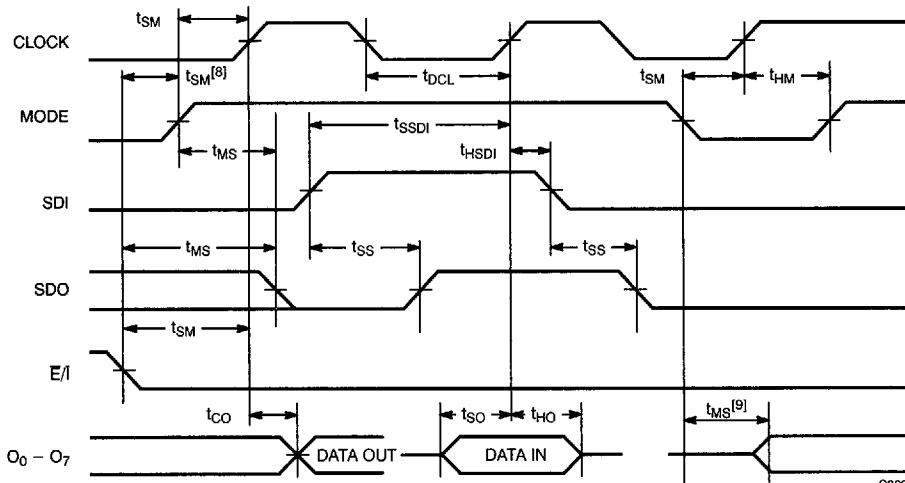 tSM
CLOCK
tSM[8]
tDCL
tSM
tHM
MODE
tMS
tSSDI
tHSDI
SDI
tMS
tSS
tSS
SDO
tSM
E̅/I
tCO
tSO
tHO
tMS[9]
O0 – O7
DATA OUT
DATA IN